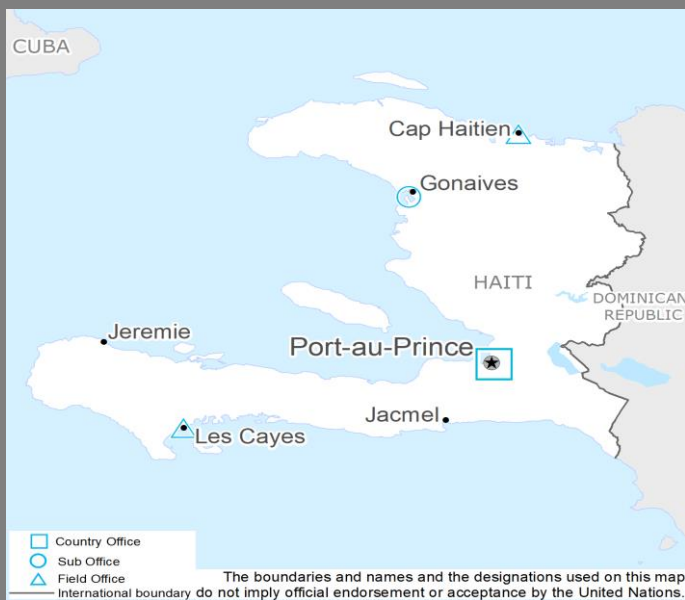 CUBA
Cap Haitien
Gonaives
HAITI
DOMINICAN
REPUBLIC
Jeremie
Port-au-Prince
Jacmel
Les Cayes
Country Office
Sub Office
Field Office
International boundary
The boundaries and names and the designations used on this map
do not imply official endorsement or acceptance by the United Nations.